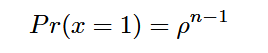 Pr(x = 1) = ρ^{n−1}